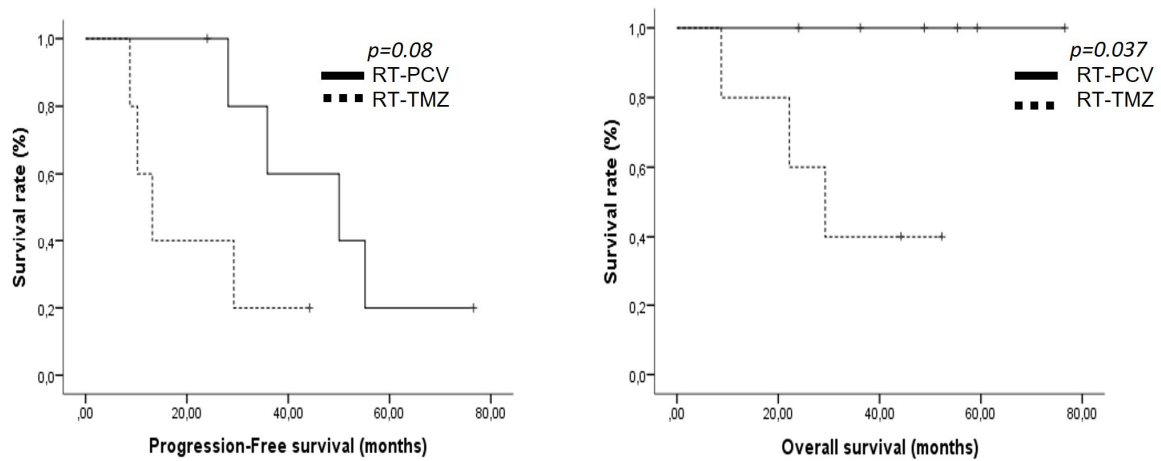 p=0.08
RT-PCV
RT-TMZ
Survival rate (%)
1,0
0,8
0,6
0,4
0,2
0,0
,00
20,00
40,00
60,00
80,00
Progression-Free survival (months)
p=0.037
RT-PCV
RT-TMZ
Survival rate (%)
1,0
0,8
0,6
0,4
0,2
0,0
,00
20,00
40,00
60,00
80,00
Overall survival (months)